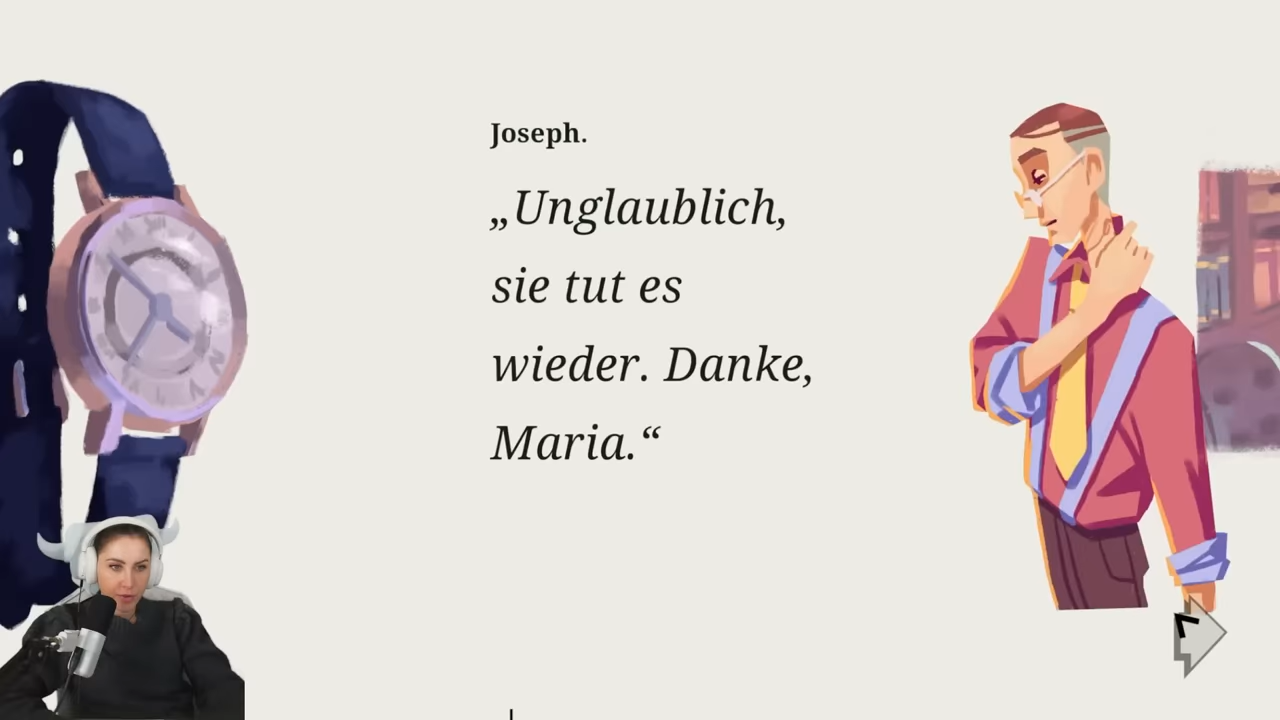 Joseph.
„Unglaublich,
sie tut es
wieder. Danke,
Maria.“